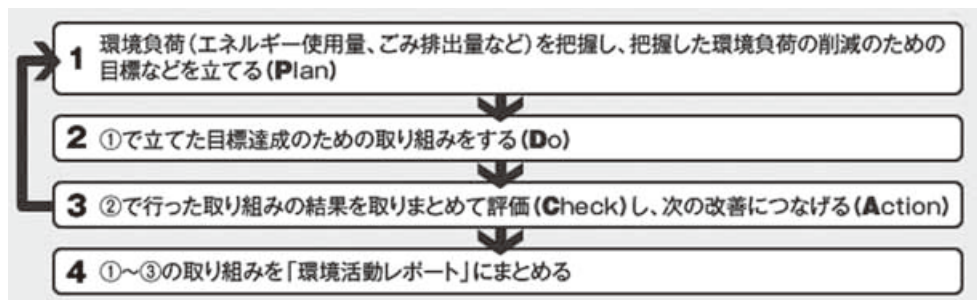 1 環境負荷(エネルギー使用量、ごみ排出量など)を把握し、把握した環境負荷の削減のための
目標などを立てる(Plan)
2 ①で立てた目標達成のための取り組みをする(Do)
3 ②で行った取り組みの結果を取りまとめて評価(Check)し、次の改善につなげる(Action)
4 ①〜③の取り組みを「環境活動レポート」にまとめる